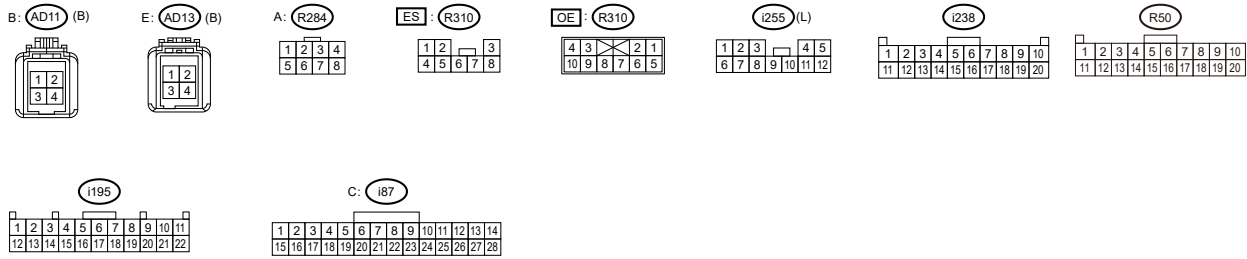 B: AD11 (B)
E: AD13 (B)
A: R284
ES : R310
OE : R310
i255 (L)
i238
R50
1 2
3 4
1 2
3 4
1 2 3 4
5 6 7 8
1 2 3
4 5 6 7 8
4 3 2 1
10 9 8 7 6 5
1 2 3 4 5
6 7 8 9 10 11 12
1 2 3 4 5 6 7 8 9 10
11 12 13 14 15 16 17 18 19 20
1 2 3 4 5 6 7 8 9 10
11 12 13 14 15 16 17 18 19 20
i195
C: i87
1 2 3 4 5 6 7 8 9 10 11
12 13 14 15 16 17 18 19 20 21 22
1 2 3 4 5 6 7 8 9 10 11 12 13 14
15 16 17 18 19 20 21 22 23 24 25 26 27 28